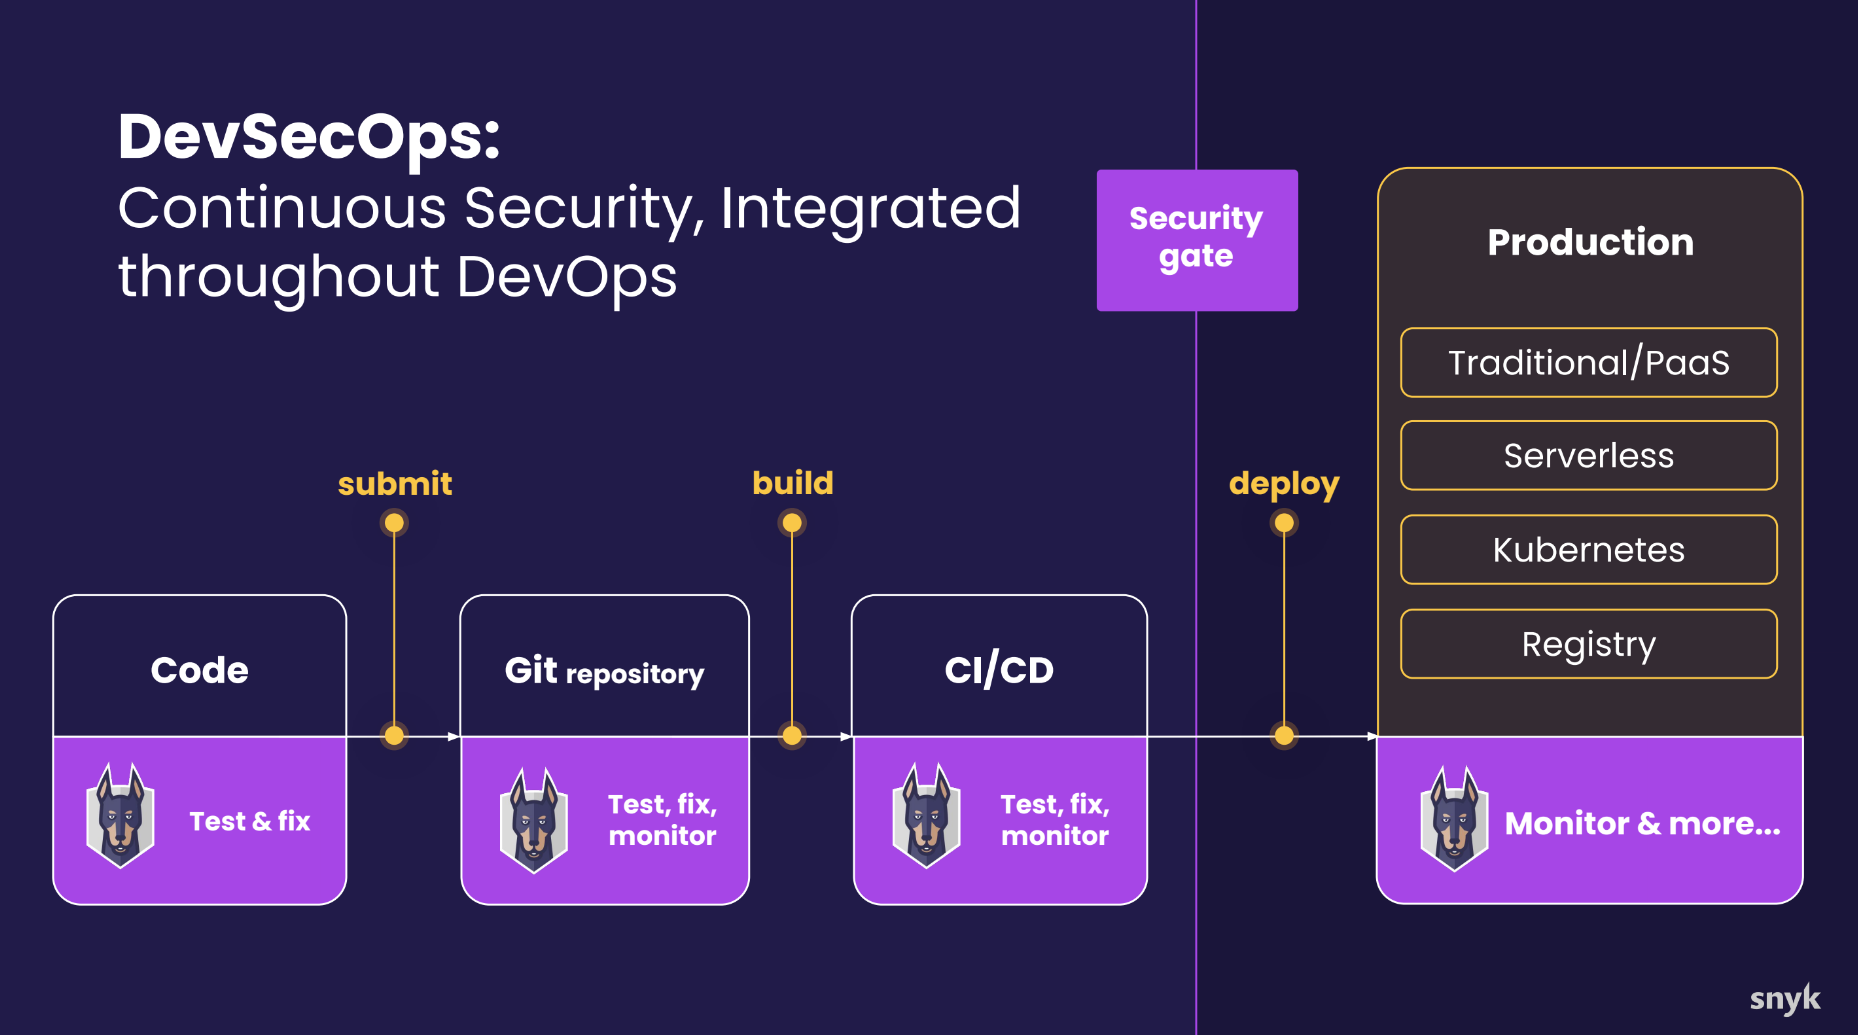 DevSecOps:
Continuous Security, Integrated
throughout DevOps
Security
gate
Production
Traditional/PaaS
Serverless
Kubernetes
Registry
submit
build
deploy
Code
Git repository
CI/CD
Test & fix
Test, fix,
monitor
Test, fix,
monitor
Monitor & more...
snyk